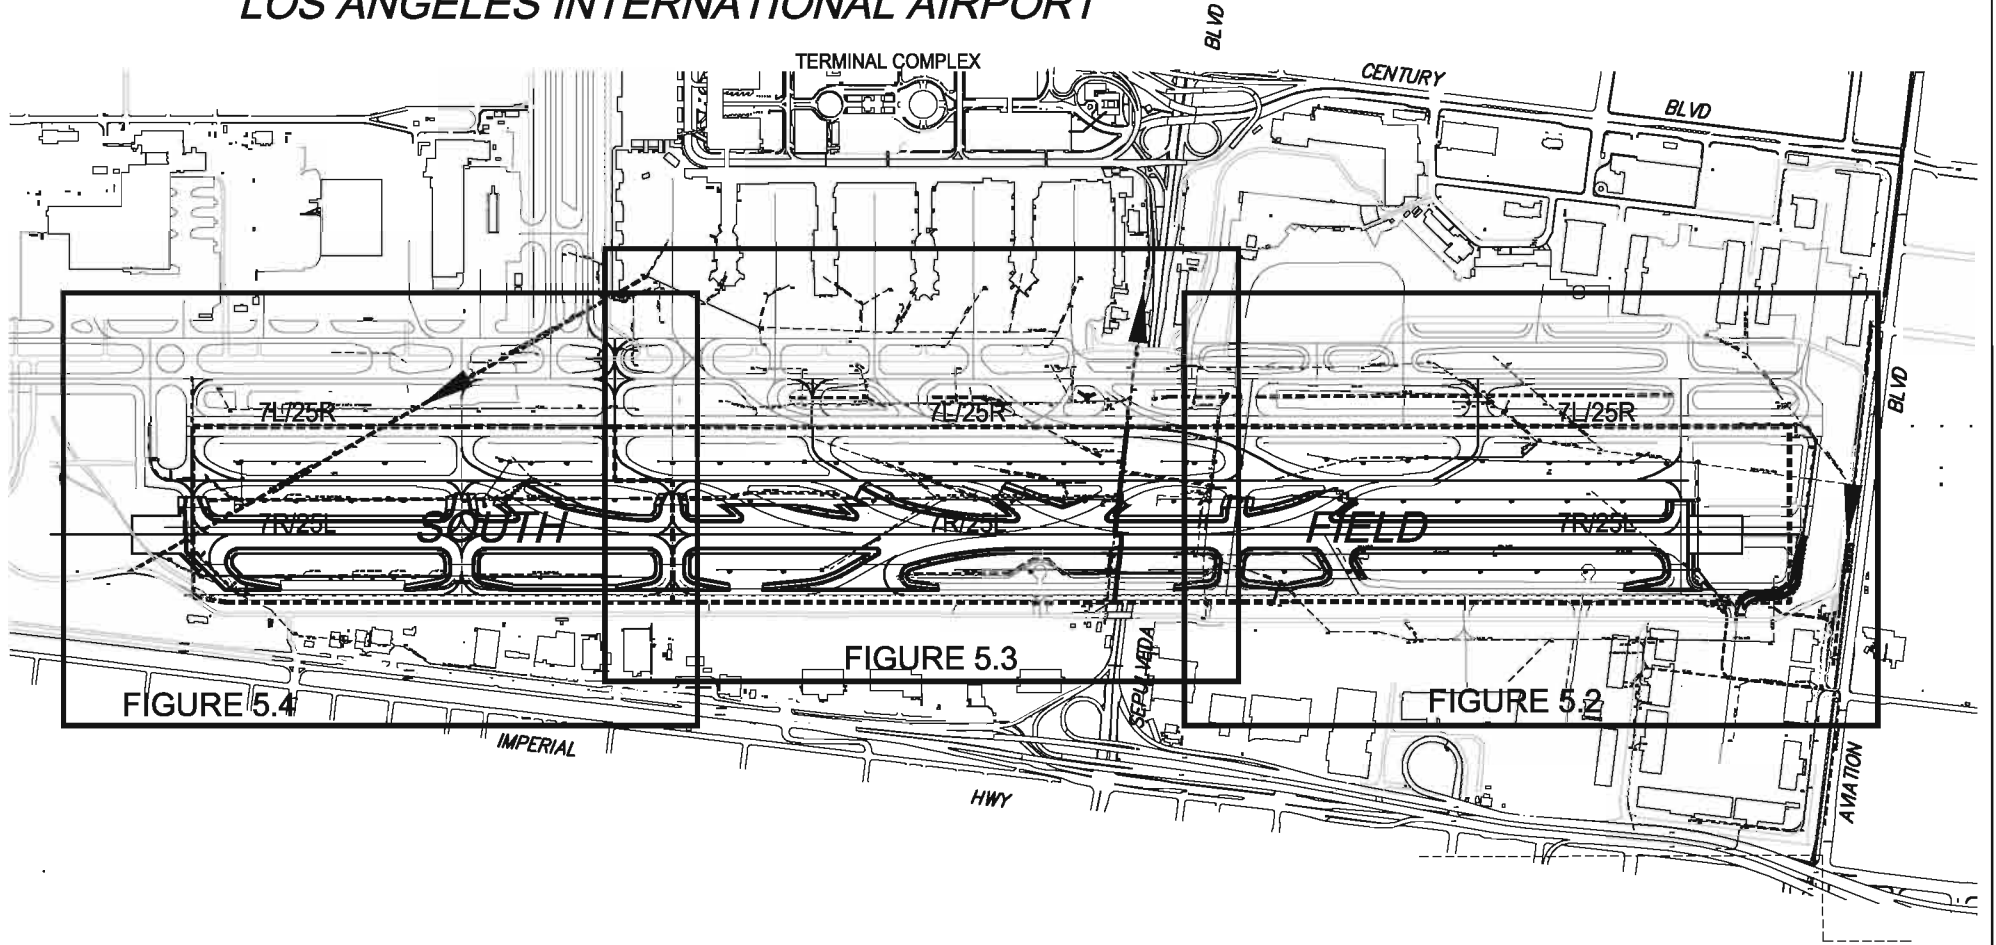 LOS ANGELES INTERNATIONAL AIRPORT
BLVD
TERMINAL COMPLEX
CENTURY
BLVD
BLVD
7L/25R
7L/25R
7L/25R
7R/25L
SOUTH
7R/25L
FIELD
7R/25L
FIGURE 5.3
SEPULVEDA
FIGURE 5.4
FIGURE 5.2
IMPERIAL
HWY
AVIATION